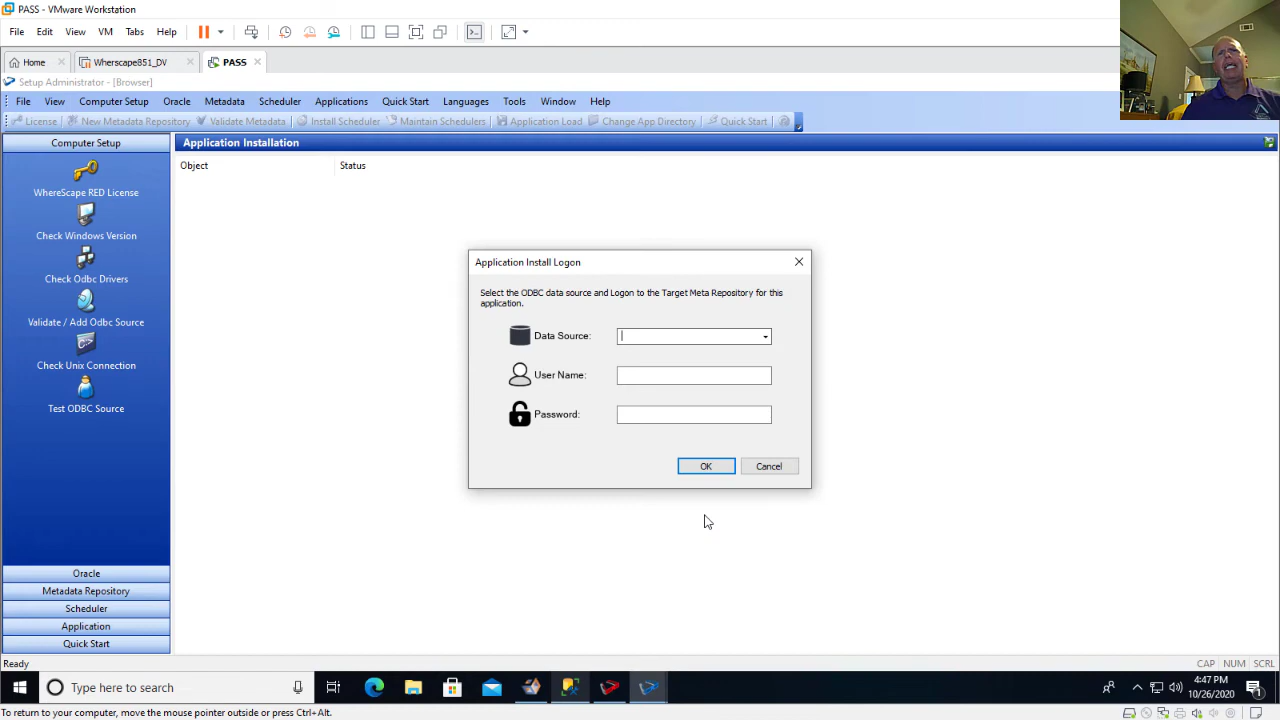 PASS - VMware Workstation
File Edit View VM Tabs Help
Home Wherscape851_DV PASS
Setup Administrator - [Browser]
File View Computer Setup Oracle Metadata Scheduler Applications Quick Start Languages Tools Window Help
License New Metadata Repository Validate Metadata Install Scheduler Maintain Schedulers Application Load Change App Directory Quick Start
Computer Setup
Application Installation
Object Status
WhereScape RED License
Check Windows Version
Check Odbc Drivers
Validate / Add Odbc Source
Check Unix Connection
Test ODBC Source
Application Install Logon
Select the ODBC data source and Logon to the Target Meta Repository for this
application.
Data Source:
User Name:
Password:
OK Cancel
Oracle
Metadata Repository
Scheduler
Application
Quick Start
Ready CAP NUM SCRL
Type here to search
4:47 PM
10/26/2020
1
To return to your computer, move the mouse pointer outside or press Ctrl+Alt.